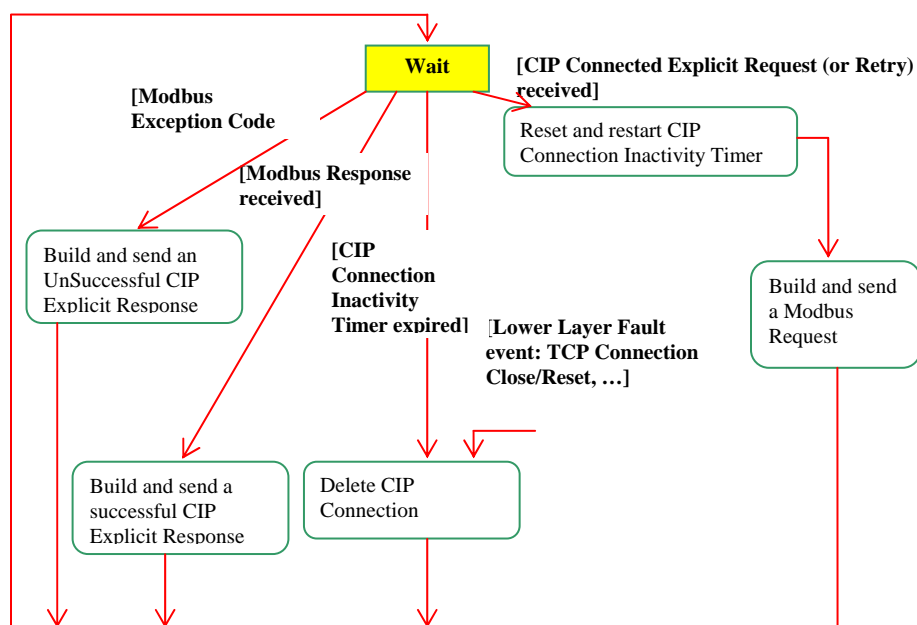 Wait
[CIP Connected Explicit Request (or Retry)
received]
[Modbus
Exception Code
Reset and restart CIP
Connection Inactivity Timer
[Modbus Response
received]
Build and send an
UnSuccessful CIP
Explicit Response
[CIP
Connection
Inactivity
Timer expired]
Build and send
a Modbus
Request
[Lower Layer Fault
event: TCP Connection
Close/Reset, …]
Build and send a
successful CIP
Explicit Response
Delete CIP
Connection